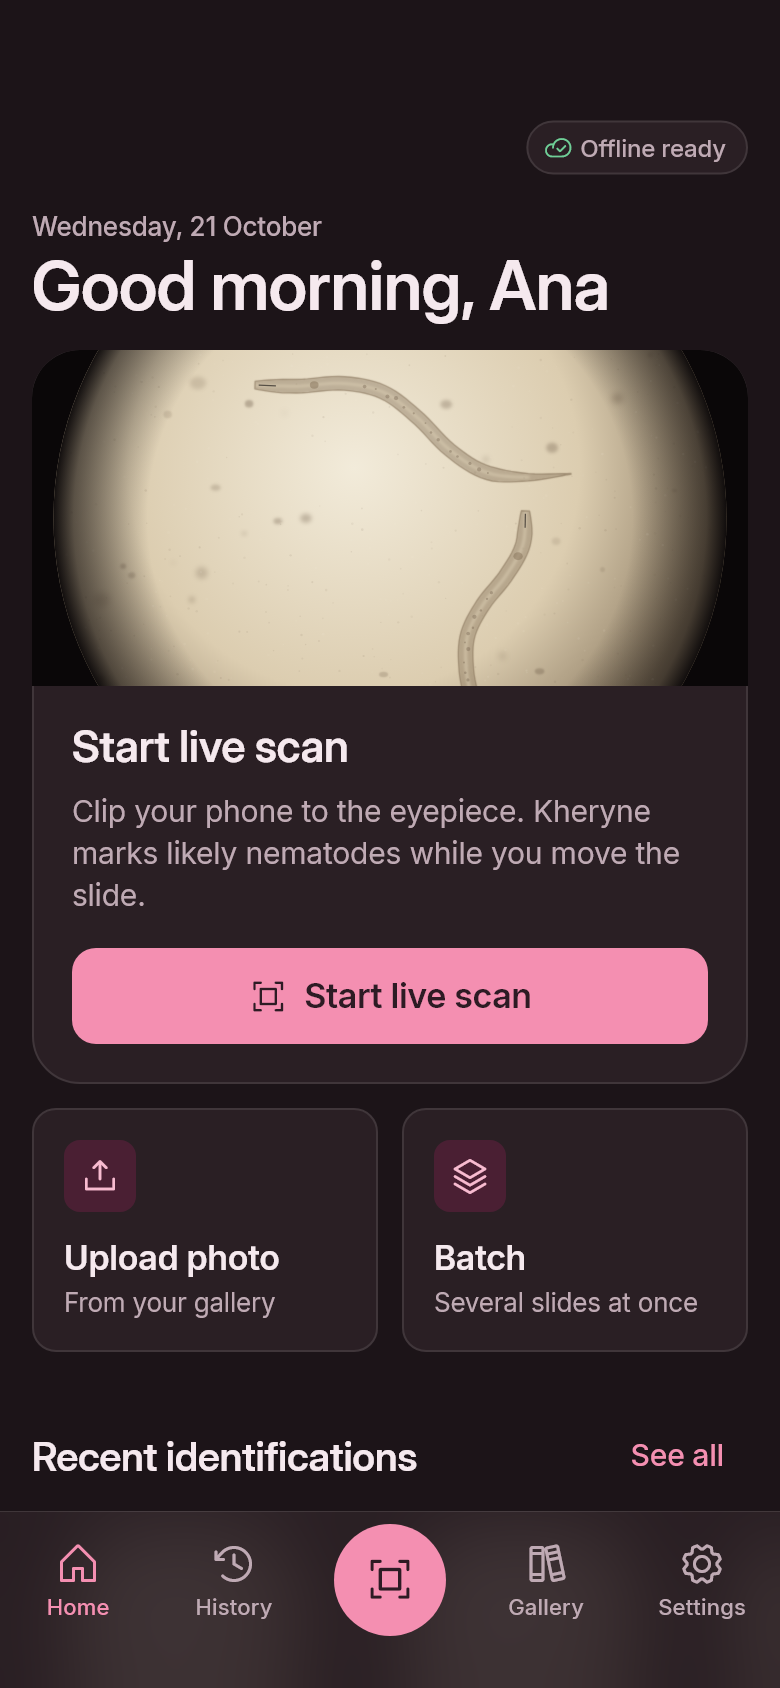 Offline ready
Wednesday, 21 October
Good morning, Ana
Start live scan
Clip your phone to the eyepiece. Kheryne
marks likely nematodes while you move the
slide.
Start live scan
Upload photo
From your gallery
Batch
Several slides at once
Recent identifications
See all
Home
History
Gallery
Settings